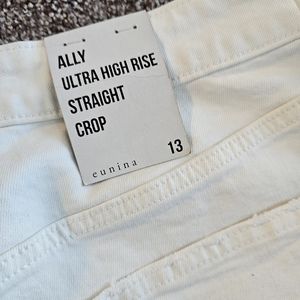 ALLY
ULTRA HIGH RISE
STRAIGHT
CROP
13
eunina